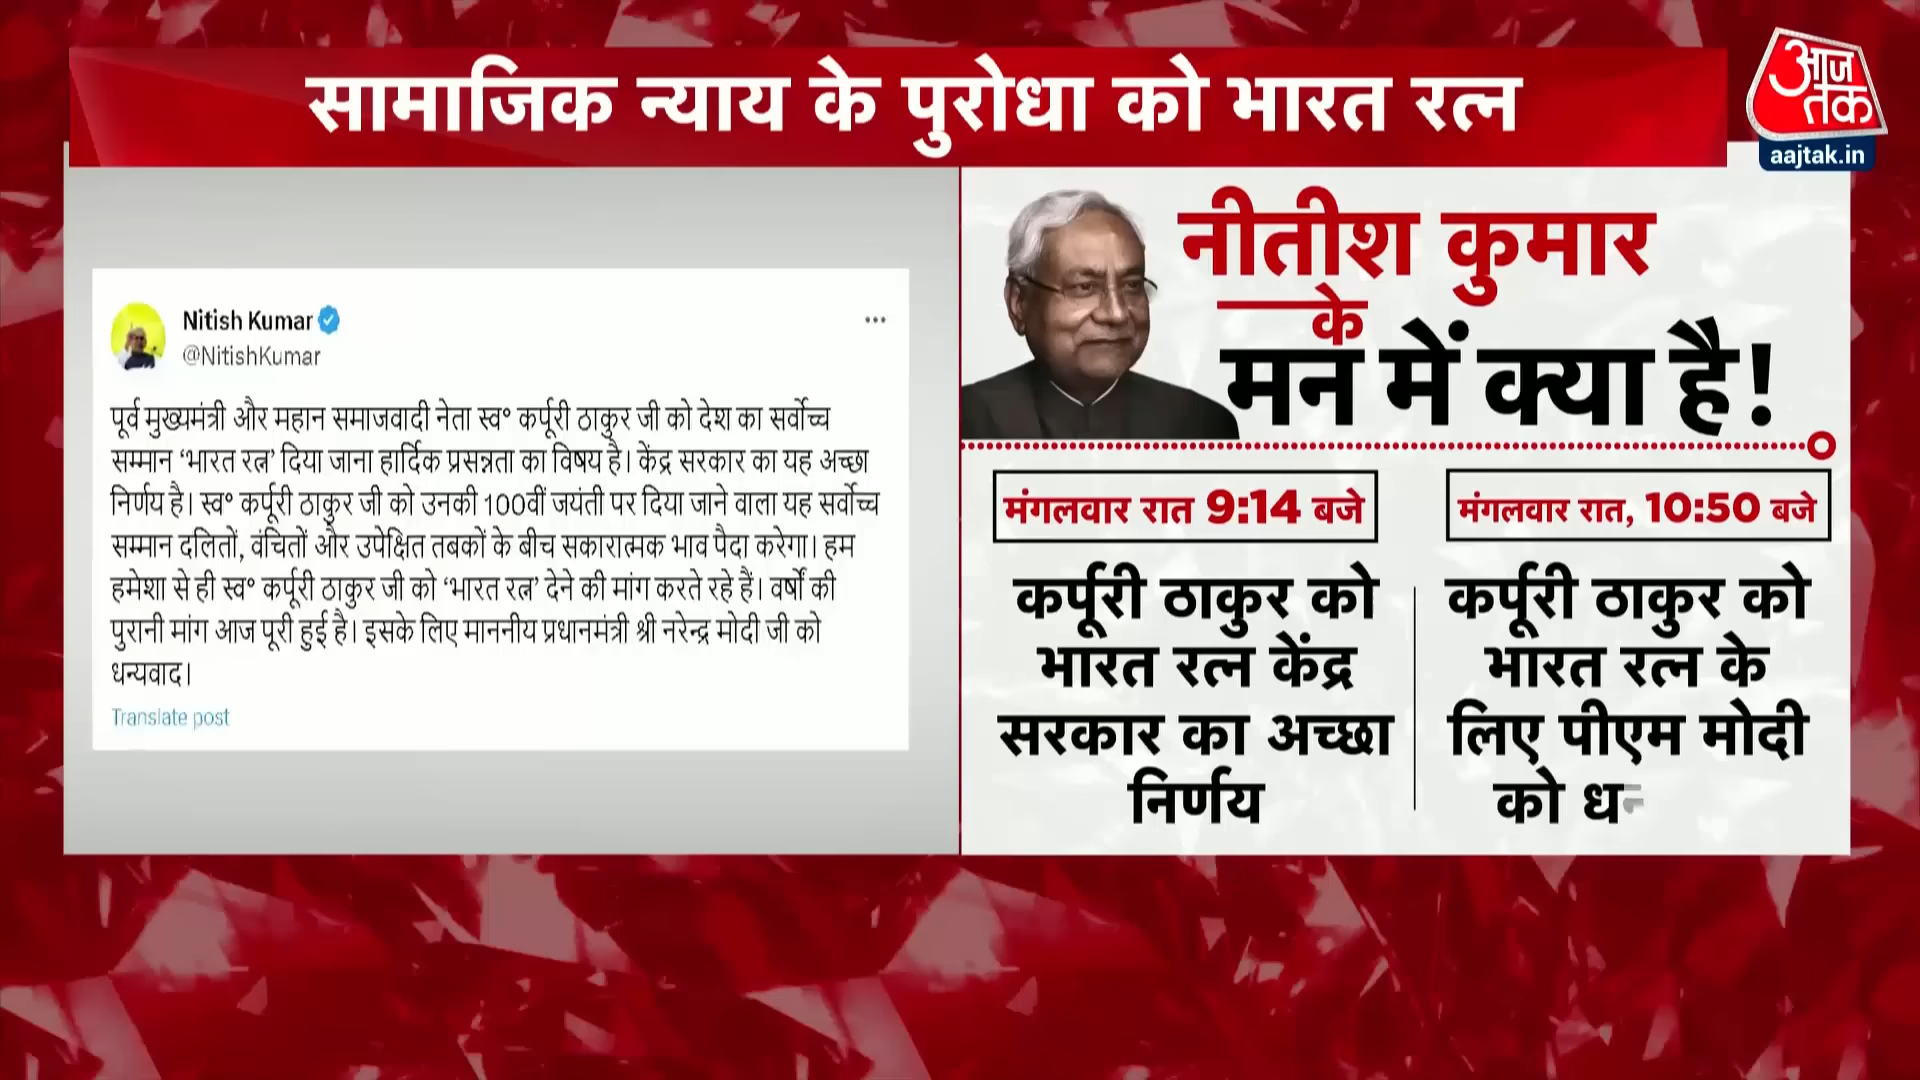 सामाजिक न्याय के पुरोधा को भारत रत्न
आज
तक
aajtak.in
Nitish Kumar
@NitishKumar
पूर्व मुख्यमंत्री और महान समाजवादी नेता स्व॰ कर्पूरी ठाकुर जी को देश का सर्वोच्च
सम्मान ‘भारत रत्न’ दिया जाना हार्दिक प्रसन्नता का विषय है। केंद्र सरकार का यह अच्छा
निर्णय है। स्व॰ कर्पूरी ठाकुर जी को उनकी 100वीं जयंती पर दिया जाने वाला यह सर्वोच्च
सम्मान दलितों, वंचितों और उपेक्षित तबकों के बीच सकारात्मक भाव पैदा करेगा। हम
हमेशा से ही स्व॰ कर्पूरी ठाकुर जी को ‘भारत रत्न’ देने की मांग करते रहे हैं। वर्षों की
पुरानी मांग आज पूरी हुई है। इसके लिए माननीय प्रधानमंत्री श्री नरेन्द्र मोदी जी को
धन्यवाद।
Translate post
नीतीश कुमार
के
मन में क्या है!
मंगलवार रात 9:14 बजे
कर्पूरी ठाकुर को
भारत रत्न केंद्र
सरकार का अच्छा
निर्णय
मंगलवार रात, 10:50 बजे
कर्पूरी ठाकुर को
भारत रत्न के
लिए पीएम मोदी
को